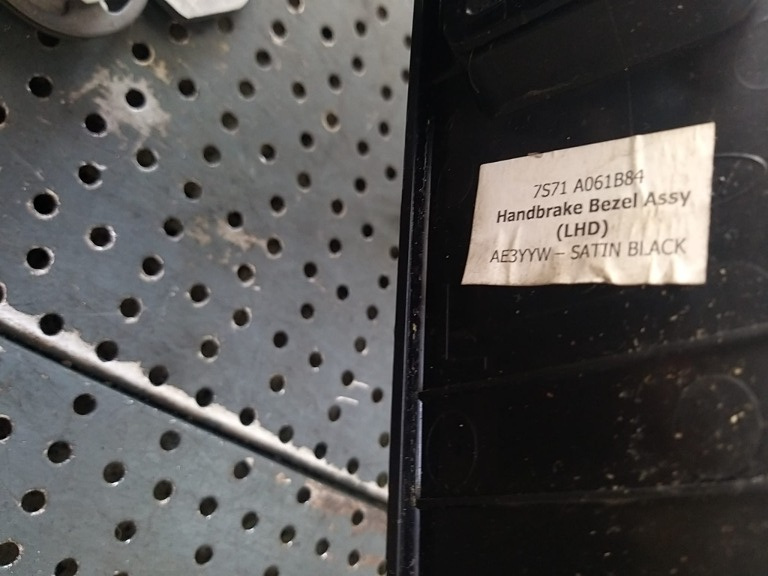 7S71 A061B84
Handbrake Bezel Assy
(LHD)
AE3YYW – SATIN BLACK